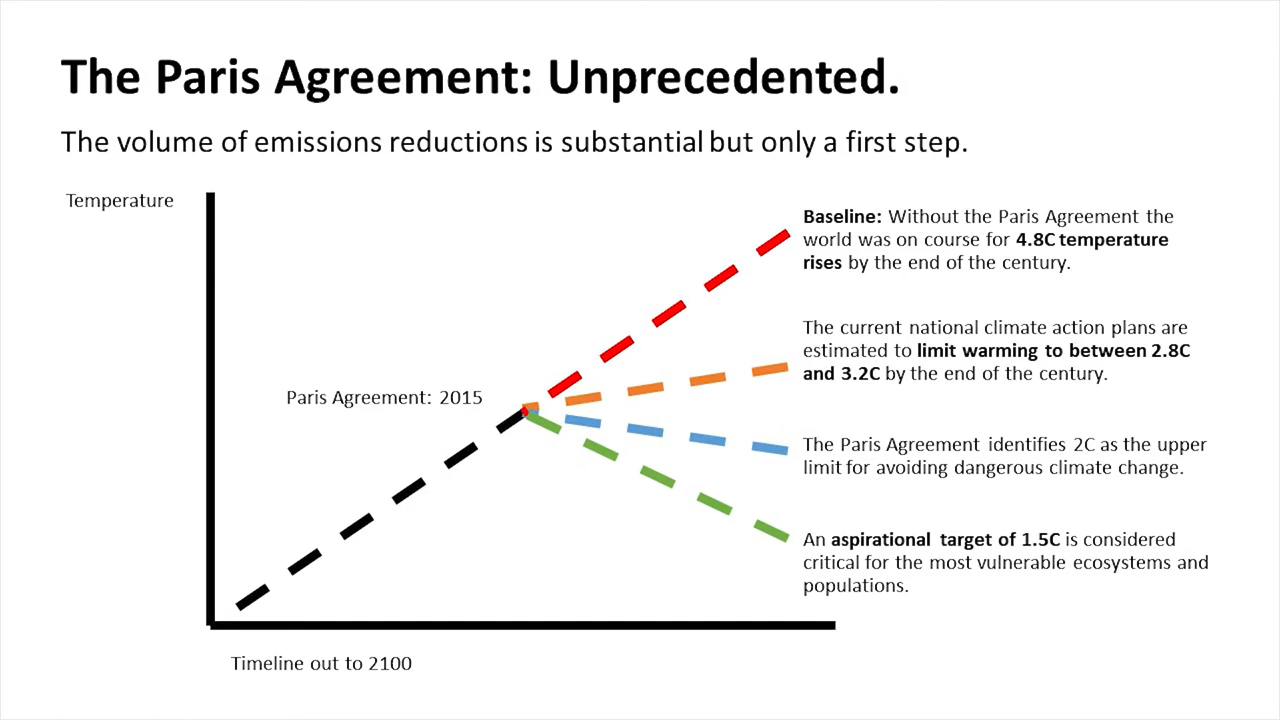 The Paris Agreement: Unprecedented.
The volume of emissions reductions is substantial but only a first step.
Temperature
Baseline: Without the Paris Agreement the
world was on course for 4.8C temperature
rises by the end of the century.
The current national climate action plans are
estimated to limit warming to between 2.8C
and 3.2C by the end of the century.
Paris Agreement: 2015
The Paris Agreement identifies 2C as the upper
limit for avoiding dangerous climate change.
An aspirational target of 1.5C is considered
critical for the most vulnerable ecosystems and
populations.
Timeline out to 2100